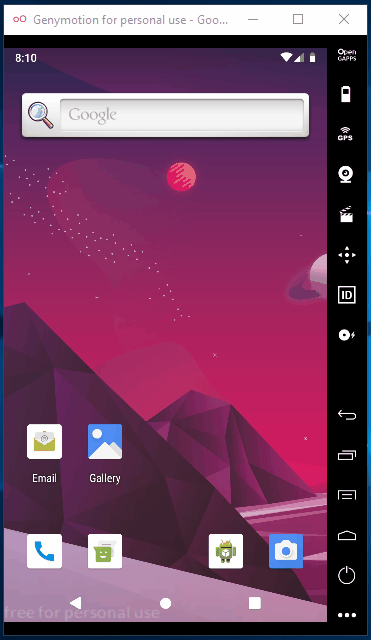 Genymotion for personal use - Goo...
Open
GAPPS
8:10
Google
GPS
ID
Email
Gallery
free for personal use